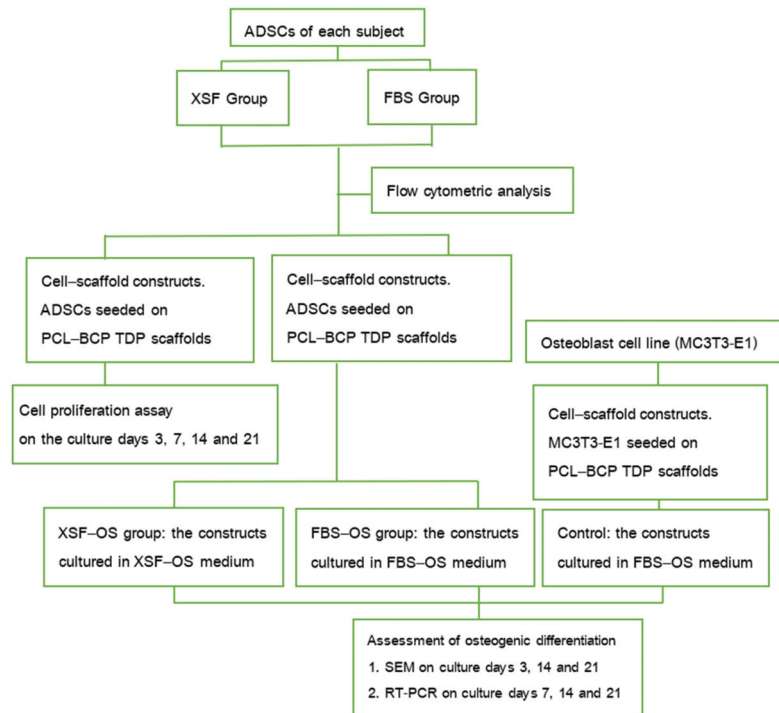 ADSCs of each subject
XSF Group
FBS Group
Flow cytometric analysis
Cell–scaffold constructs.
ADSCs seeded on
PCL–BCP TDP scaffolds
Cell–scaffold constructs.
ADSCs seeded on
PCL–BCP TDP scaffolds
Osteoblast cell line (MC3T3-E1)
Cell proliferation assay
on the culture days 3, 7, 14 and 21
Cell–scaffold constructs.
MC3T3-E1 seeded on
PCL–BCP TDP scaffolds
XSF–OS group: the constructs
cultured in XSF–OS medium
FBS–OS group: the constructs
cultured in FBS–OS medium
Control: the constructs
cultured in FBS–OS medium
Assessment of osteogenic differentiation
1. SEM on culture days 3, 14 and 21
2. RT-PCR on culture days 7, 14 and 21